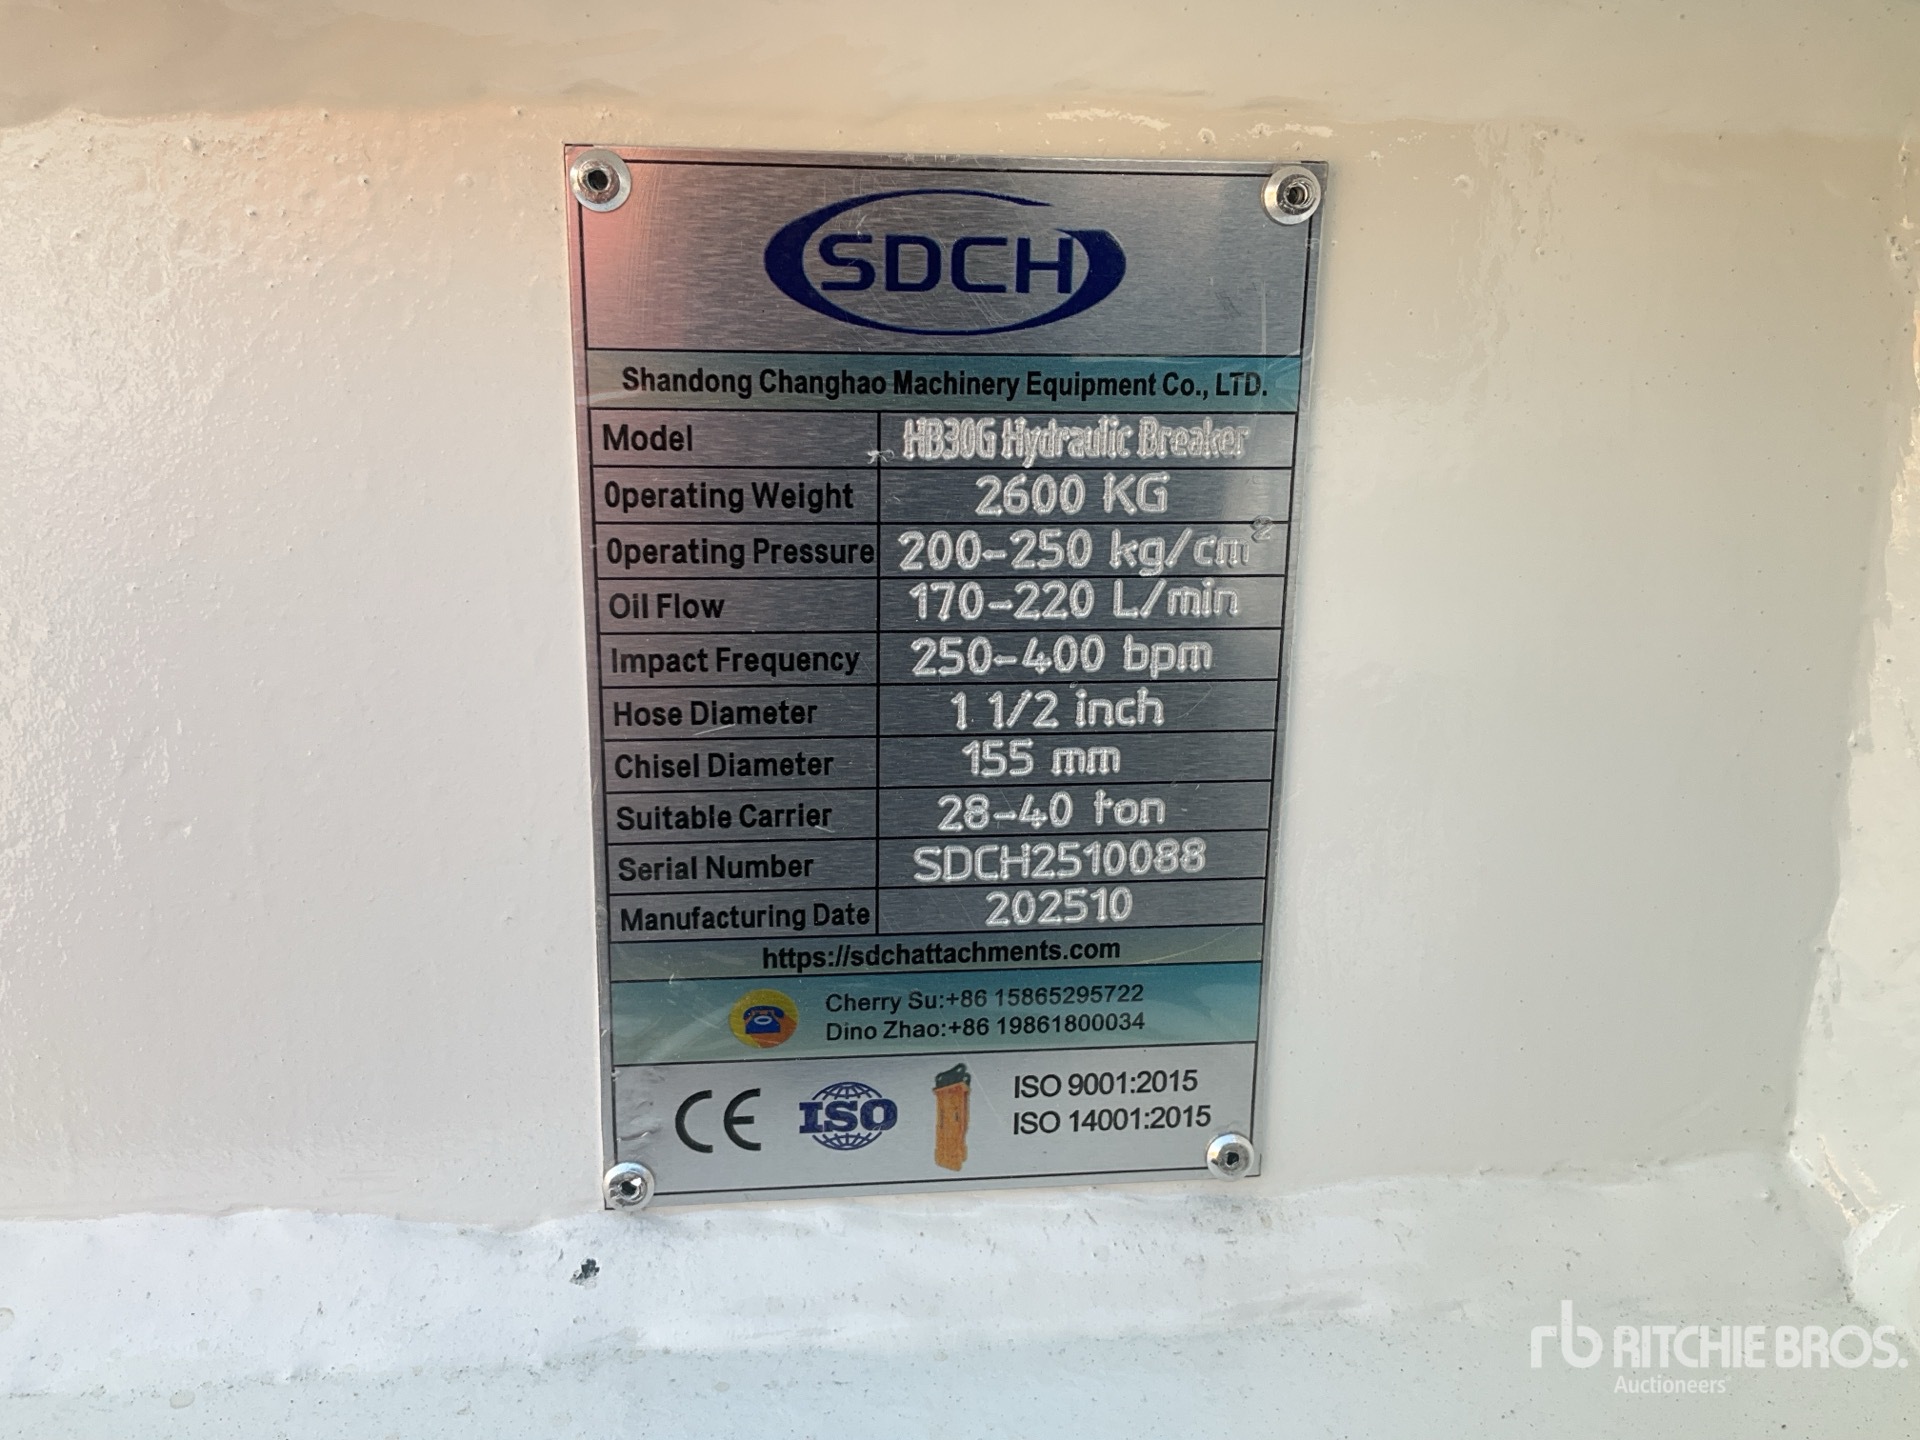 SDCH
Shandong Changhao Machinery Equipment Co., LTD.
Model HB30G Hydraulic Breaker
Operating Weight 2600 KG
Operating Pressure 200-250 kg/cm²
Oil Flow 170-220 L/min
Impact Frequency 250-400 bpm
Hose Diameter 1 1/2 inch
Chisel Diameter 155 mm
Suitable Carrier 28-40 ton
Serial Number SDCH2510088
Manufacturing Date 202510
https://sdchattachments.com
Cherry Su:+86 15865295722
Dino Zhao:+86 19861800034
CE ISO ISO 9001:2015
ISO 14001:2015
rb RITCHIE BROS.
Auctioneers